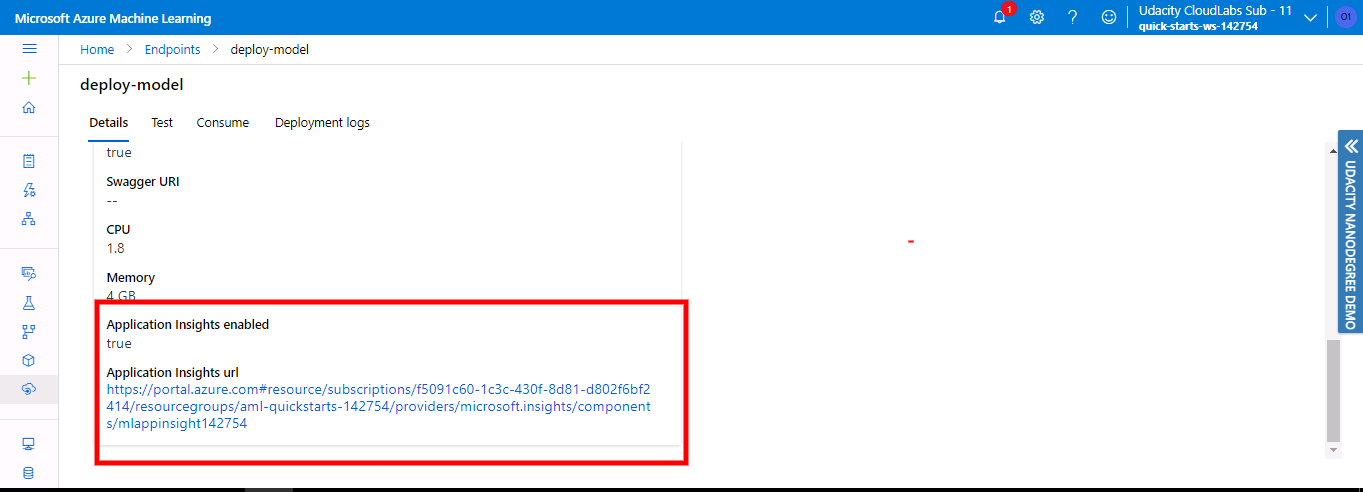 Microsoft Azure Machine Learning
1
Udacity CloudLabs Sub - 11
quick-starts-ws-142754
O1
Home > Endpoints > deploy-model
deploy-model
Details Test Consume Deployment logs
true
Swagger URI
--
CPU
1.8
Memory
4 GB
Application Insights enabled
true
Application Insights url
https://portal.azure.com#resource/subscriptions/f5091c60-1c3c-430f-8d81-d802f6bf2
414/resourcegroups/aml-quickstarts-142754/providers/microsoft.insights/component
s/mlappinsight142754
UDACITY NANODEGREE DEMO